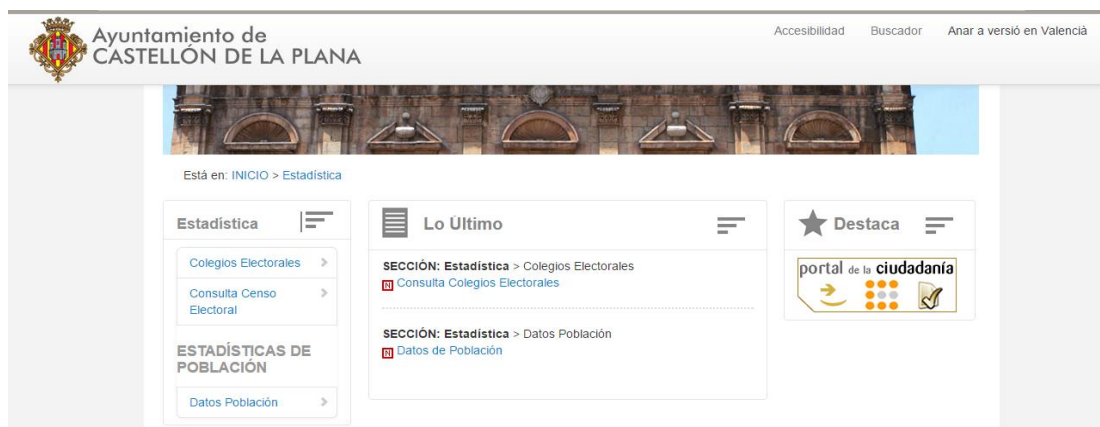 Ayuntamiento de
CASTELLÓN DE LA PLANA
Accesibilidad Buscador Anar a versió en Valencià
Está en: INICIO > Estadística
Estadística
Colegios Electorales
Consulta Censo
Electoral
ESTADÍSTICAS DE
POBLACIÓN
Datos Población
Lo Último
SECCIÓN: Estadística > Colegios Electorales
N Consulta Colegios Electorales
SECCIÓN: Estadística > Datos Población
N Datos de Población
Destaca
portal de la ciudadanía